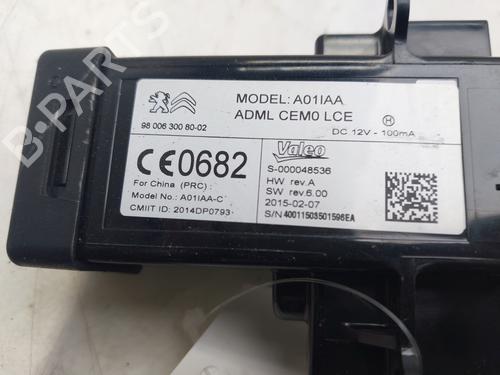 MODEL: A01IAA
ADML CEM0 LCE
H
DC 12V - 100mA
98 006 300 80-02
CE0682
For China (PRC):
Model No.: A01IAA-C
CMIIT ID: 2014DP0793
Valeo
S-000048536
HW rev.A
SW rev.6.00
2015-02-07
S/N 40011503501596EA
B